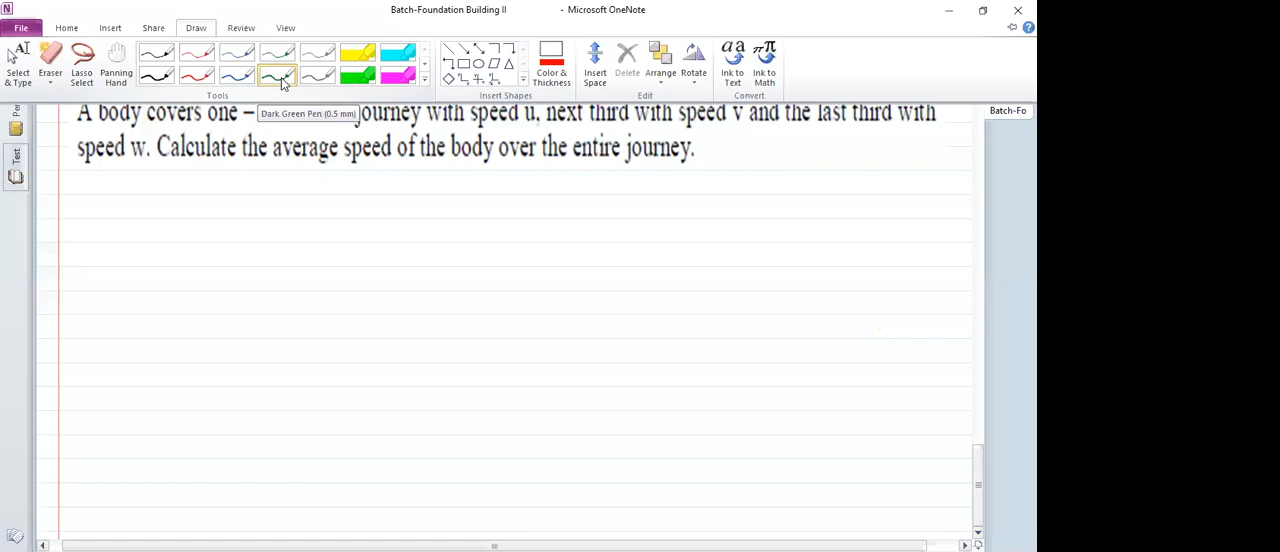 Batch-Foundation Building II - Microsoft OneNote
File Home Insert Share Draw Review View
Select & Type Eraser Lasso Select Panning Hand Color & Thickness Insert Space Delete Arrange Rotate Ink to Text Ink to Math
Tools Insert Shapes Edit Convert
Dark Green Pen (0.5 mm)
Batch-Fo
A body covers one – journey with speed u, next third with speed v and the last third with
speed w. Calculate the average speed of the body over the entire journey.
Test